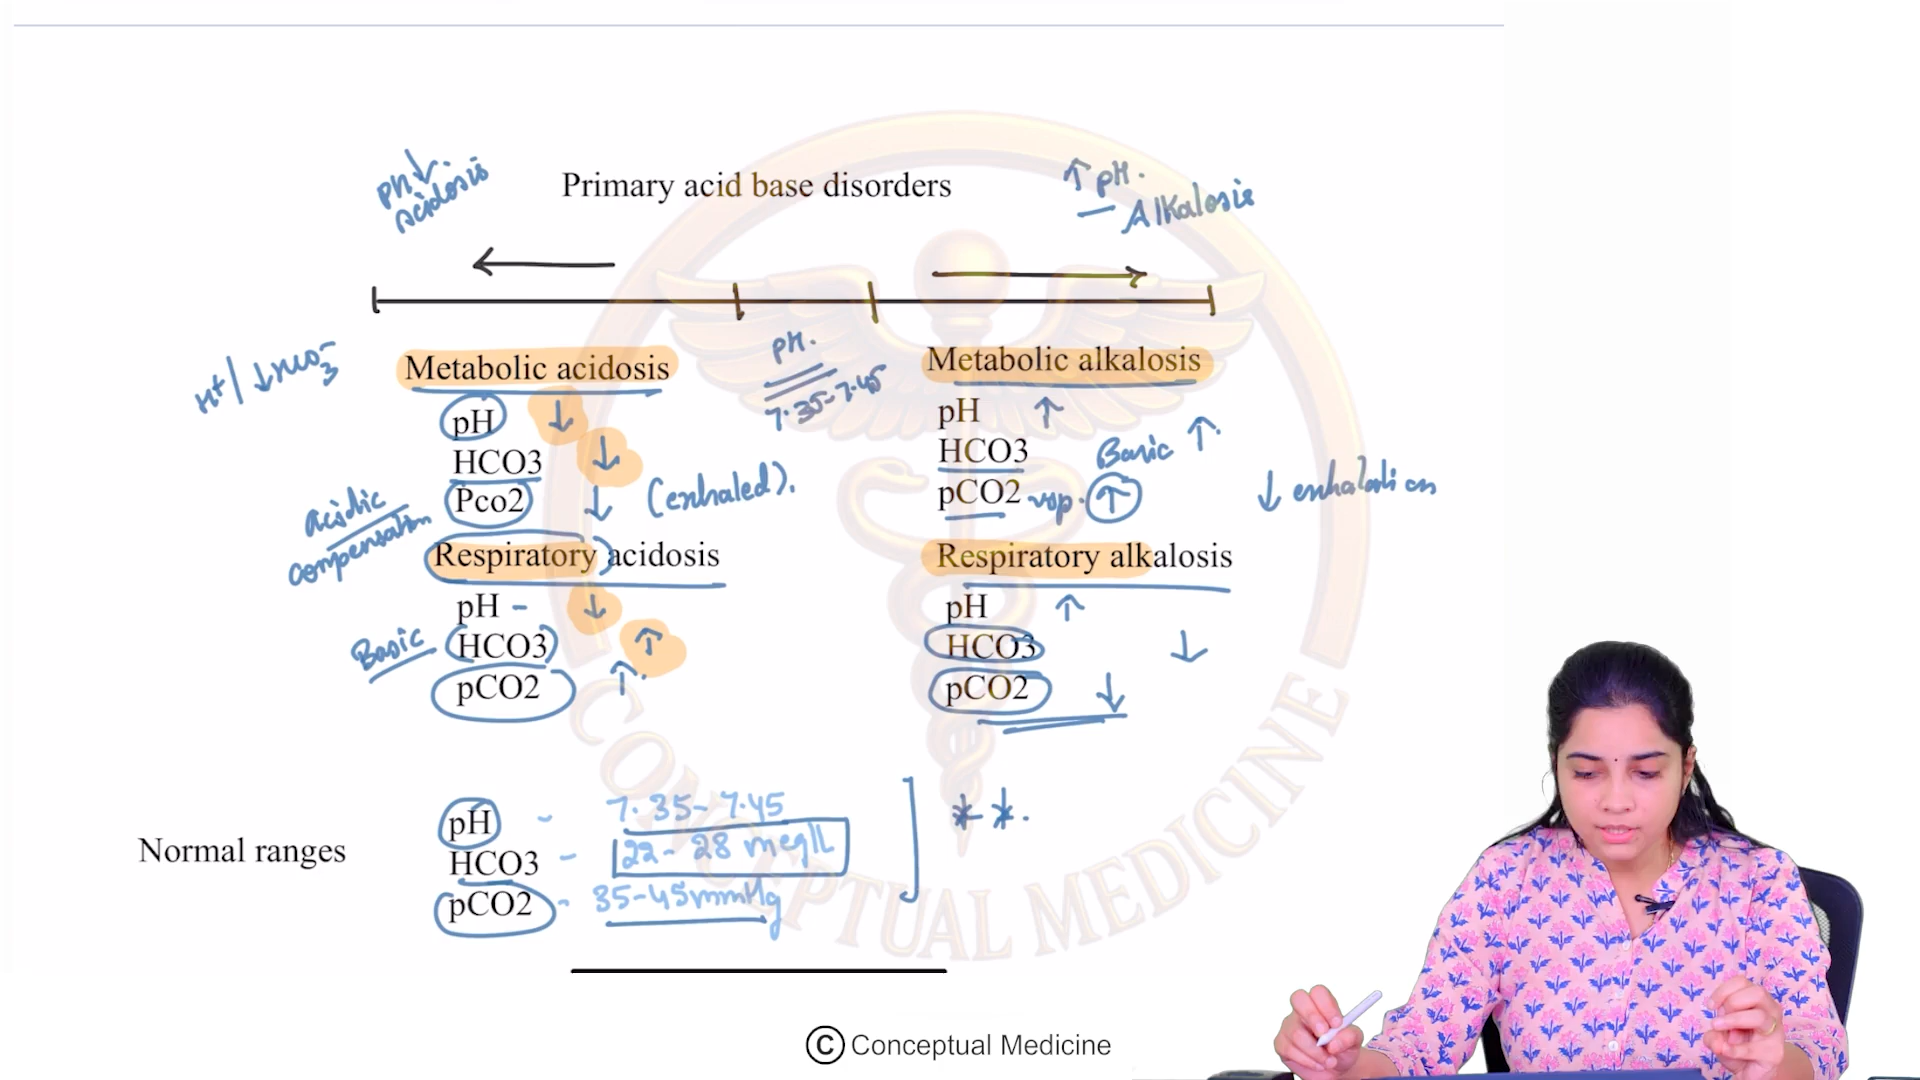 pH↓ acidosis
Primary acid base disorders
↑ pH.
Alkalosis
H+/↓HCO3-
pH.
7.35-7.45
Metabolic acidosis
pH ↓
HCO3 ↓
Pco2 ↓ (exhaled).
acidic
compensation
Respiratory acidosis
pH - ↓
Basic HCO3 ↑
pCO2 ↑.
Metabolic alkalosis
pH ↑
HCO3 Basic ↑.
pCO2 ↑ ↓ exhalation
Respiratory alkalosis
pH ↑
HCO3 ↓
pCO2 ↓
Normal ranges
pH - 7.35-7.45
HCO3 - 22-28 meq/L
pCO2 - 35-45mmHg
**.
CONCEPTUAL MEDICINE
© Conceptual Medicine